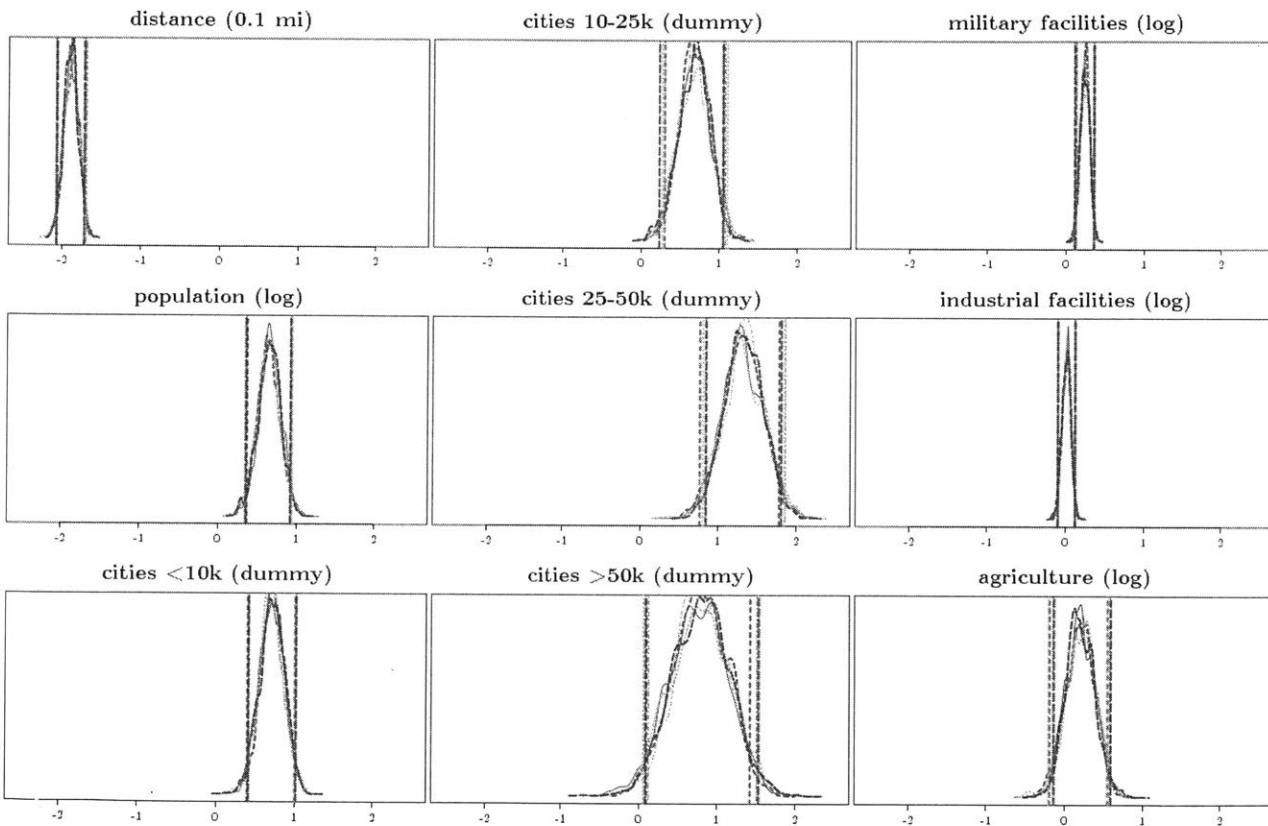 distance (0.1 mi) cities 10-25k (dummy) military facilities (log)
-2 -1 0 1 2 -2 -1 0 1 2 -2 -1 0 1 2
population (log) cities 25-50k (dummy) industrial facilities (log)
-2 -1 0 1 2 -2 -1 0 1 2 -2 -1 0 1 2
cities <10k (dummy) cities >50k (dummy) agriculture (log)
-2 -1 0 1 2 -2 -1 0 1 2 -2 -1 0 1 2